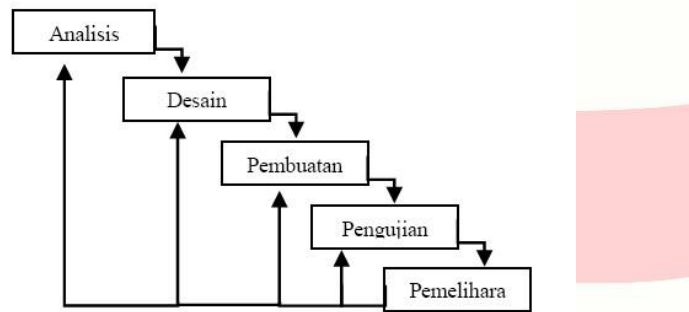 Analisis
Desain
Pembuatan
Pengujian
Pemelihara